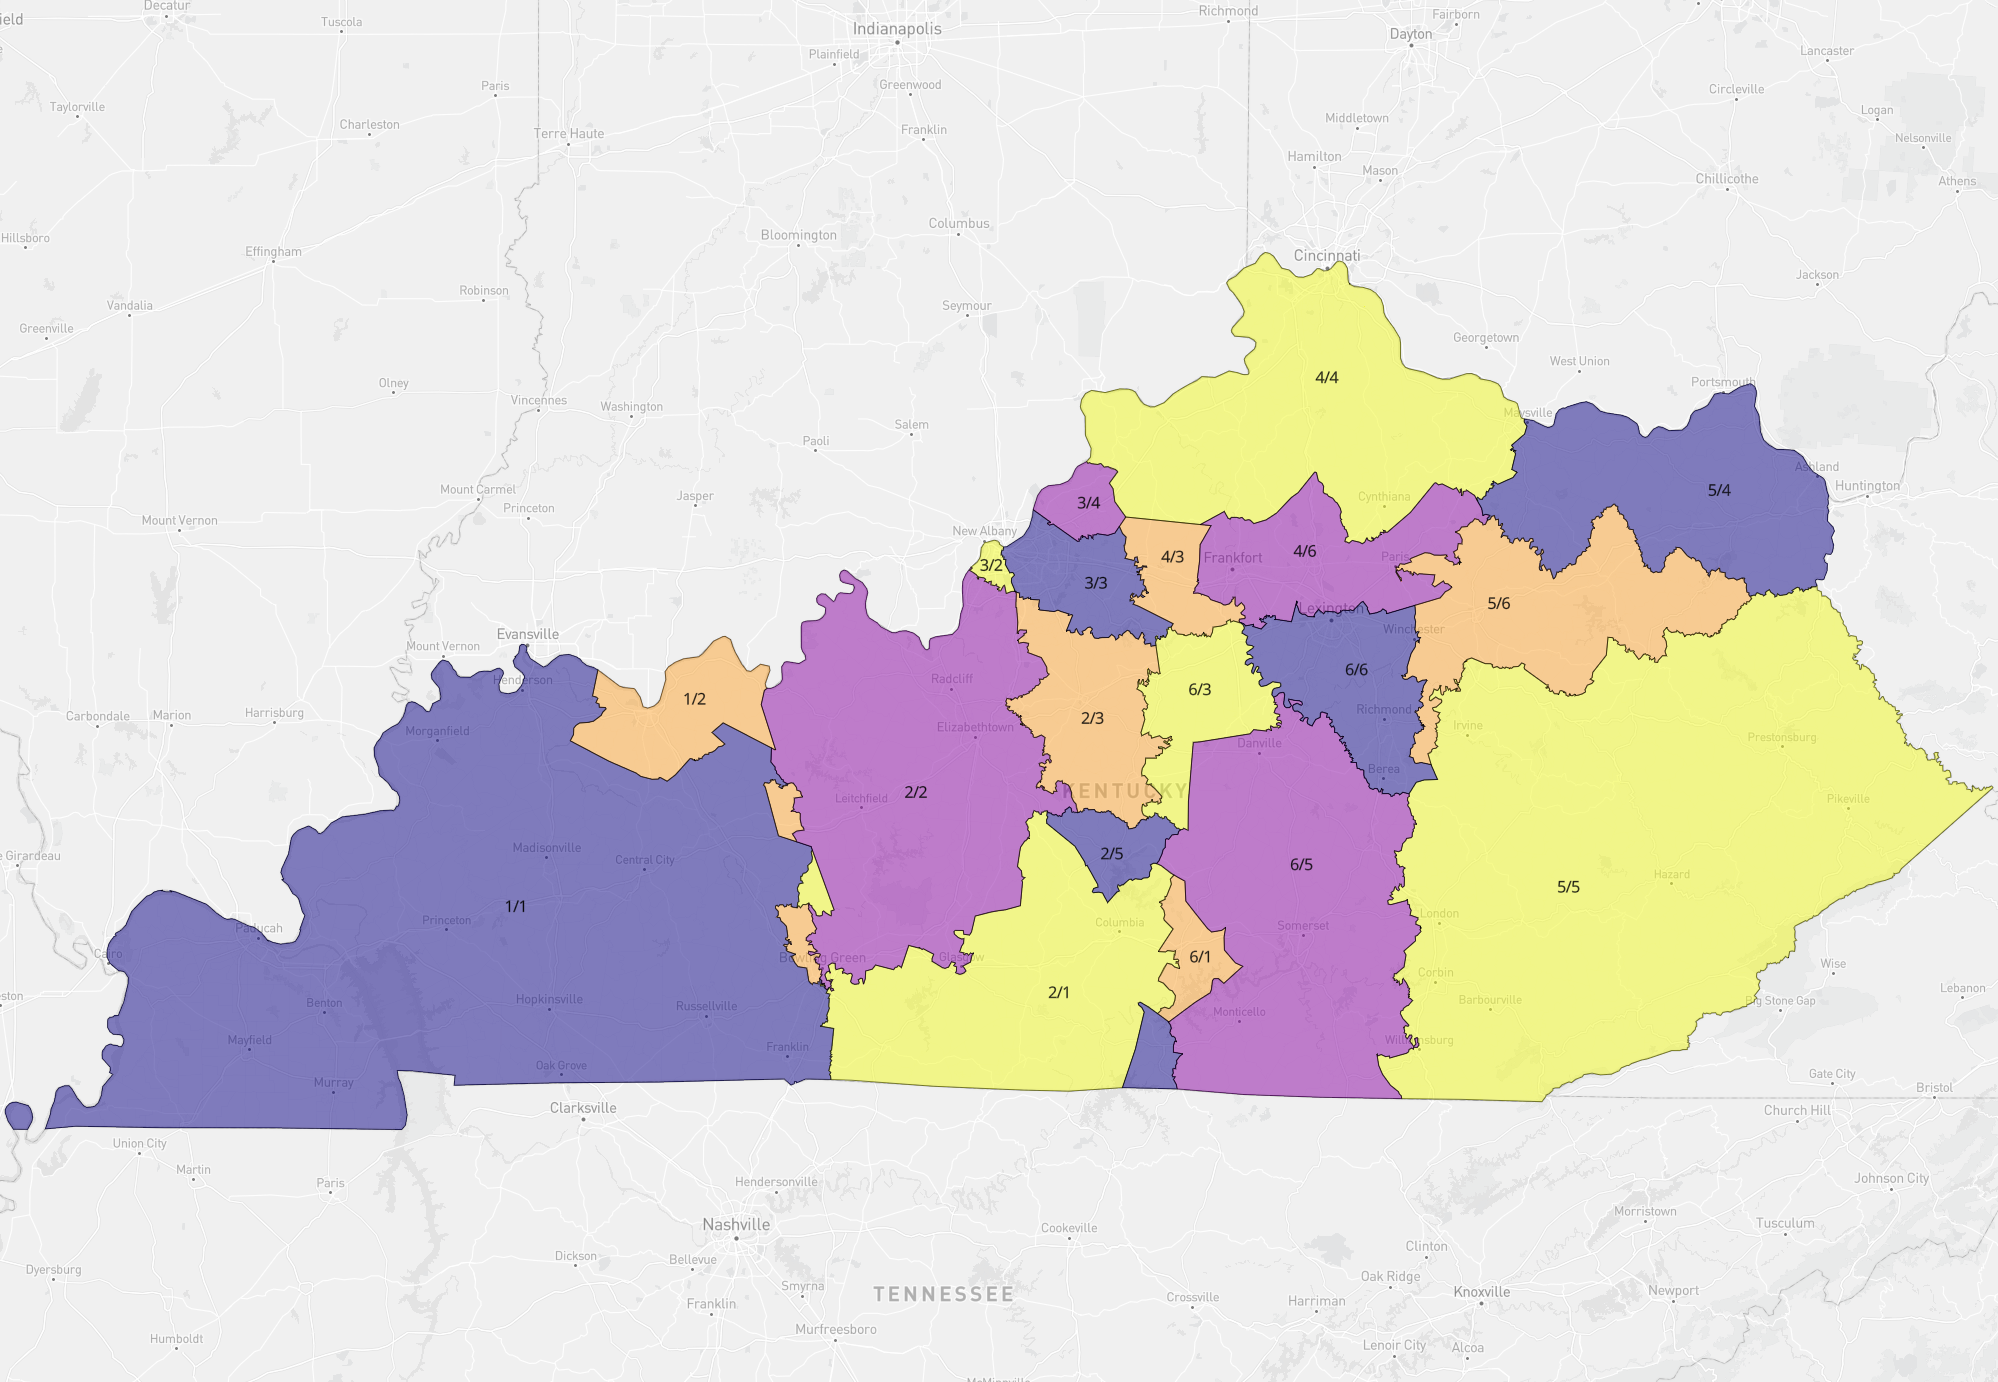 Decatur
Tuscola
Indianapolis
Richmond
Fairborn
Dayton
Plainfield
Lancaster
Paris
Greenwood
Circleville
Taylorville
Logan
Charleston
Terre Haute
Franklin
Middletown
Nelsonville
Hamilton
Mason
Chillicothe
Athens
Hillsboro
Bloomington
Columbus
Effingham
Cincinnati
Jackson
Robinson
Vandalia
Seymour
Greenville
Georgetown
West Union
4/4
Olney
Portsmouth
Vincennes
Washington
Maysville
Salem
Paoli
Ashland
Huntington
Mount Carmel
Jasper
Cynthiana
5/4
3/4
Princeton
Mount Vernon
New Albany
4/6
4/3
Frankfort
Paris
3/2
3/3
5/6
Lexington
Evansville
Winchester
Mount Vernon
6/6
Henderson
Radcliff
6/3
1/2
Carbondale
Marion
Harrisburg
Richmond
2/3
Elizabethtown
Irvine
Morganfield
Danville
Prestonsburg
Berea
KENTUCKY
2/2
Leitchfield
Pikeville
Madisonville
Central City
2/5
6/5
Girardeau
Hazard
5/5
1/1
Princeton
Columbia
London
Paducah
Somerset
Cairo
Bowling Green
Glasgow
6/1
Wise
Corbin
2/1
Lebanon
Benton
Hopkinsville
Russellville
Barbourville
Big Stone Gap
Monticello
Mayfield
Franklin
Williamsburg
Oak Grove
Murray
Gate City
Bristol
Clarksville
Church Hill
Union City
Martin
Paris
Hendersonville
Johnson City
Morristown
Nashville
Cookeville
Tusculum
Clinton
Dickson
Bellevue
Dyersburg
Oak Ridge
Smyrna
Knoxville
Newport
TENNESSEE
Crossville
Harriman
Franklin
Murfreesboro
Humboldt
Lenoir City
Alcoa